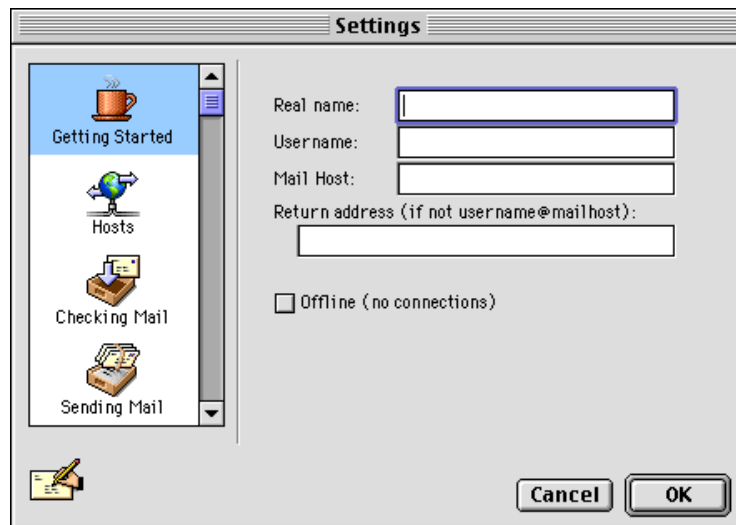 Settings
Getting Started
Hosts
Checking Mail
Sending Mail
Real name:
Username:
Mail Host:
Return address (if not username@mailhost):
Offline (no connections)
Cancel
OK